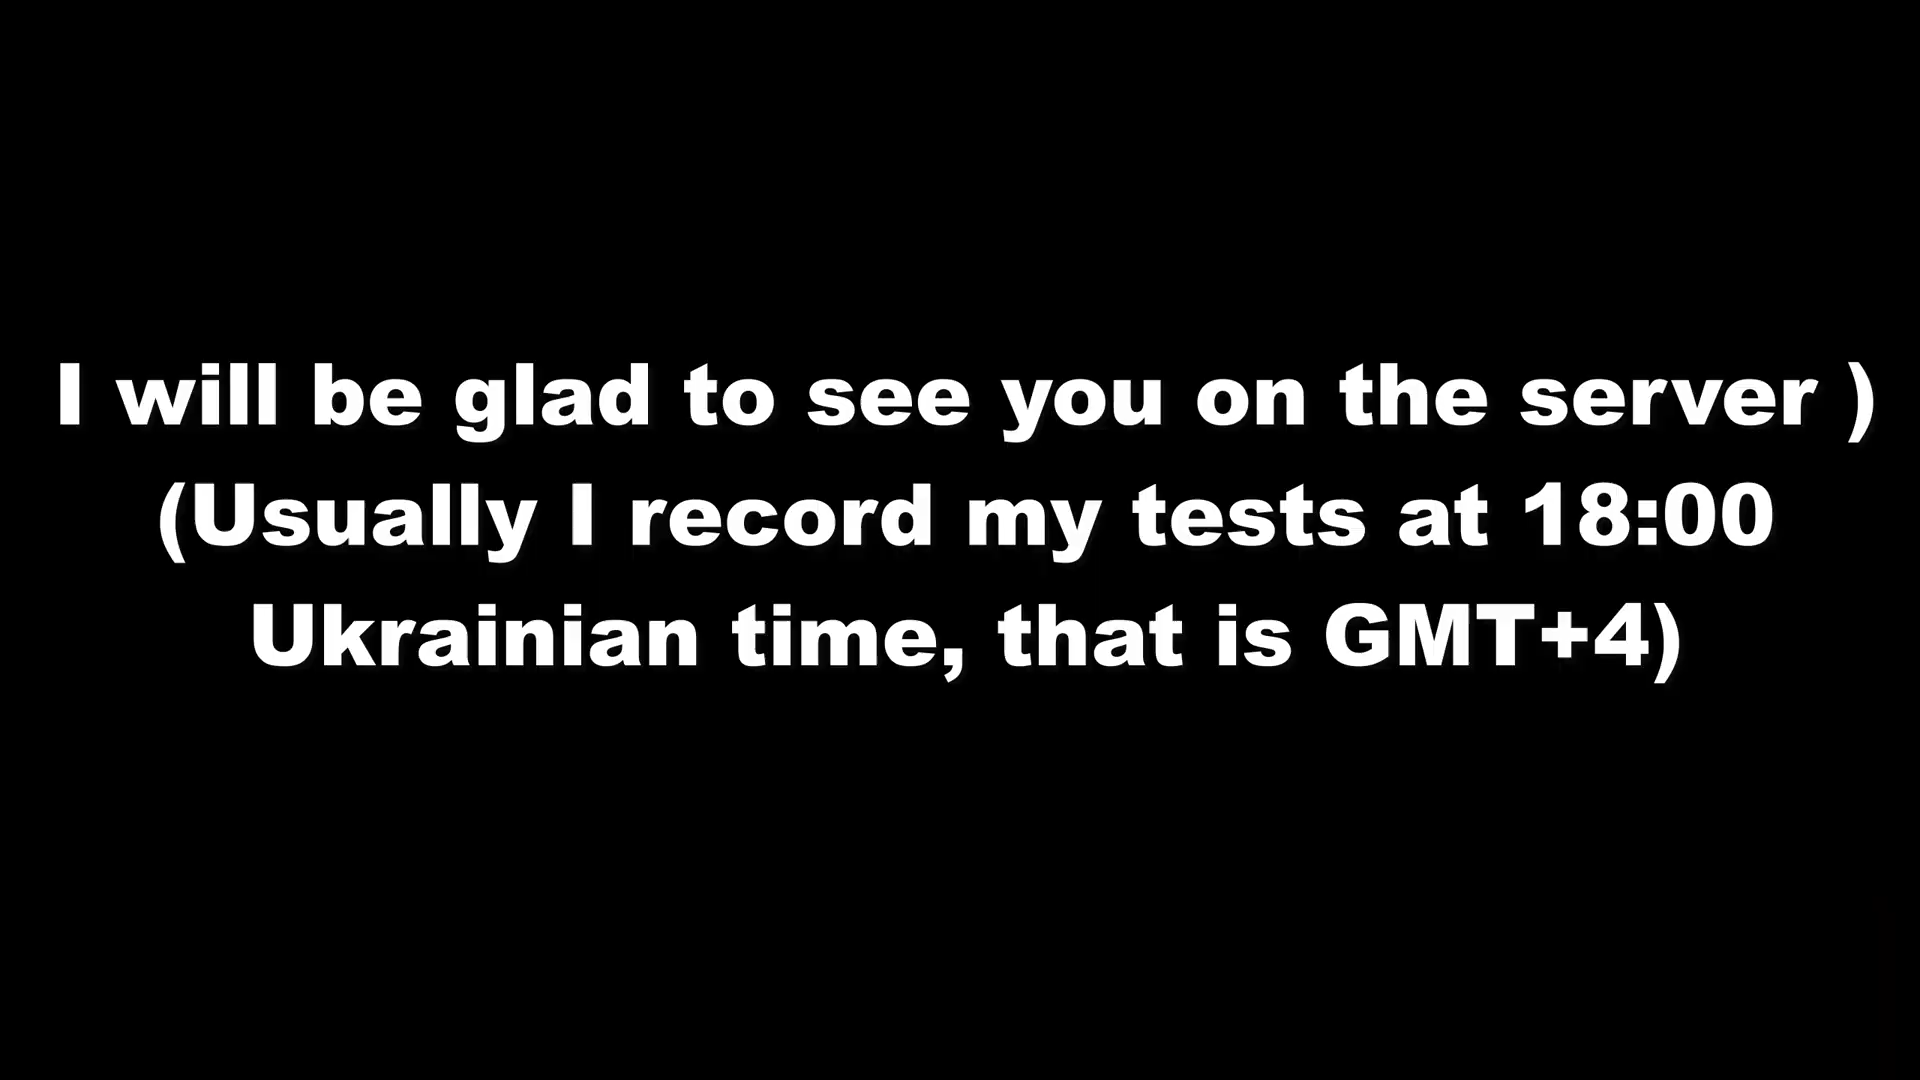 I will be glad to see you on the server )
(Usually I record my tests at 18:00
Ukrainian time, that is GMT+4)